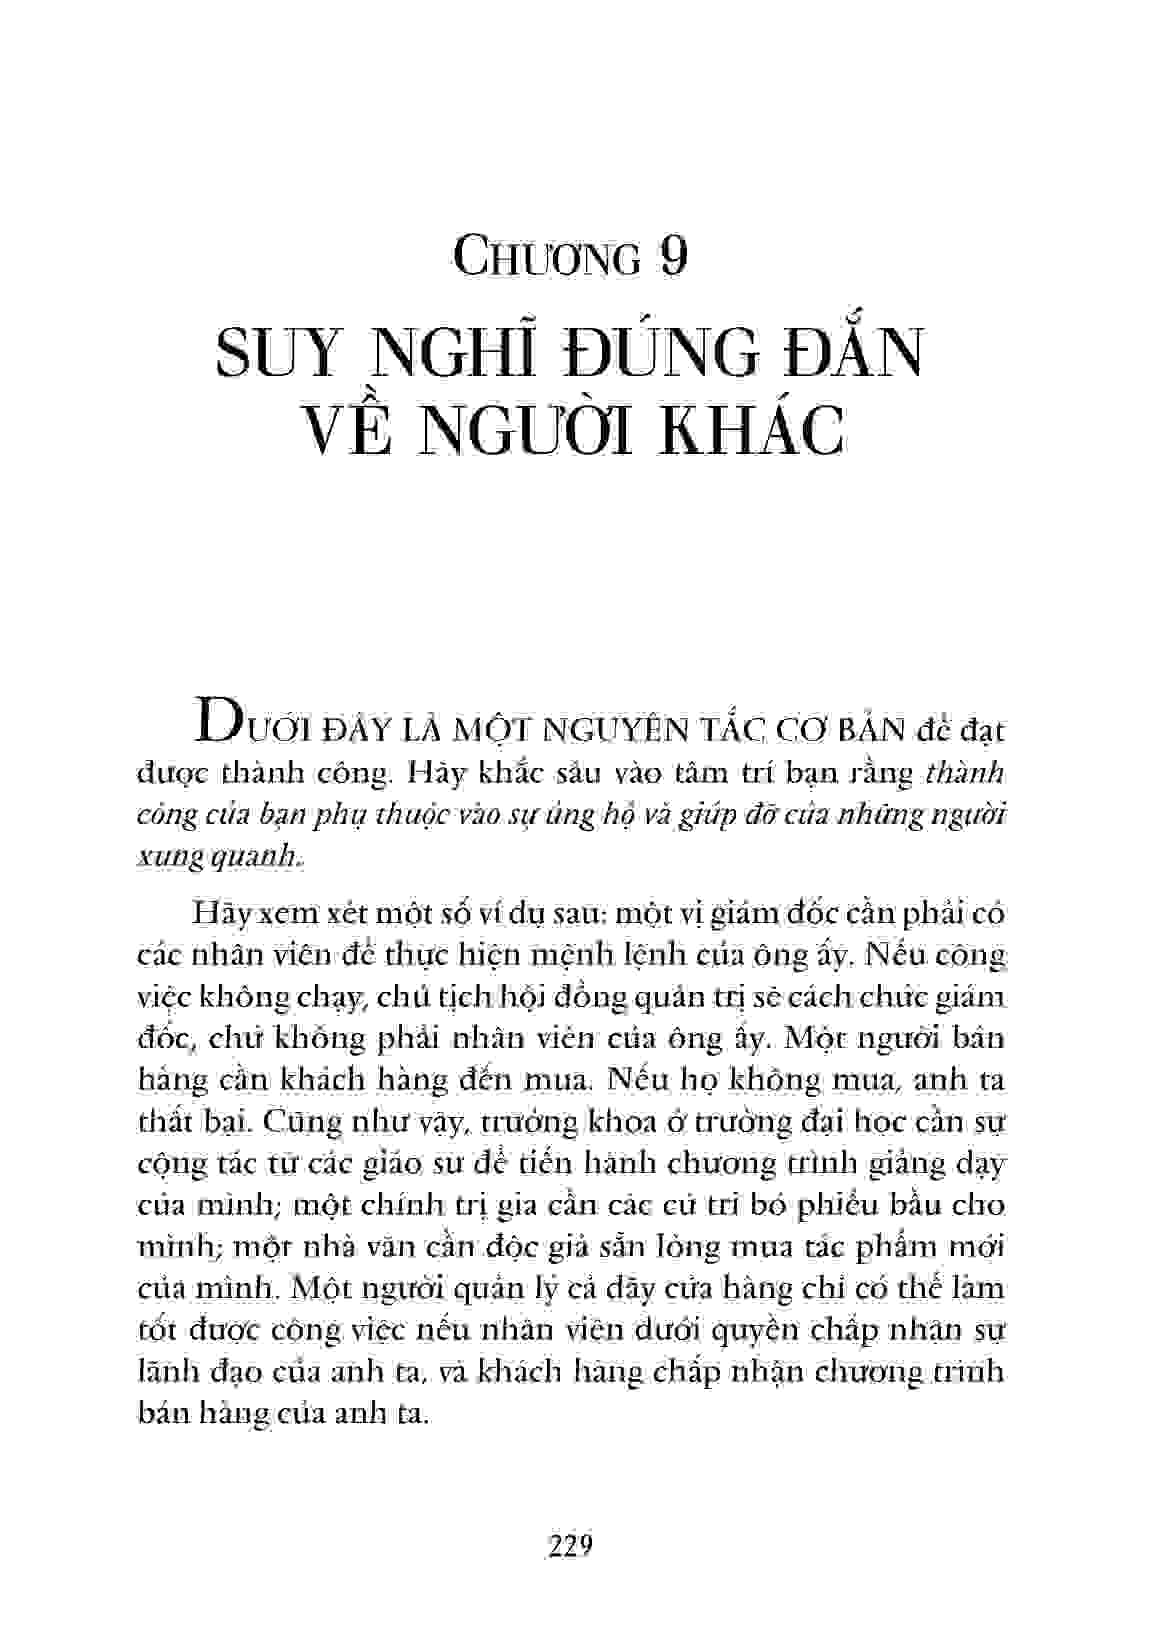 CHƯƠNG 9
SUY NGHĨ ĐÚNG ĐẮN
VỀ NGƯỜI KHÁC
DƯỚI ĐÂY LÀ MỘT NGUYÊN TẮC CƠ BẢN để đạt
được thành công. Hãy khắc sâu vào tâm trí bạn rằng thành
công của bạn phụ thuộc vào sự ủng hộ và giúp đỡ của những người
xung quanh.
Hãy xem xét một số ví dụ sau: một vị giám đốc cần phải có
các nhân viên để thực hiện mệnh lệnh của ông ấy. Nếu công
việc không chạy, chủ tịch hội đồng quản trị sẽ cách chức giám
đốc, chứ không phải nhân viên của ông ấy. Một người bán
hàng cần khách hàng đến mua. Nếu họ không mua, anh ta
thất bại. Cũng như vậy, trưởng khoa ở trường đại học cần sự
cộng tác từ các giáo sư để tiến hành chương trình giảng dạy
của mình; một chính trị gia cần các cử tri bỏ phiếu bầu cho
mình; một nhà văn cần độc giả sẵn lòng mua tác phẩm mới
của mình. Một người quản lý cả dãy cửa hàng chỉ có thể làm
tốt được công việc nếu nhân viên dưới quyền chấp nhận sự
lãnh đạo của anh ta, và khách hàng chấp nhận chương trình
bán hàng của anh ta.
229